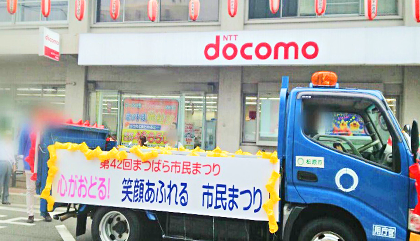 NTT
docomo
第42回まつばら市民まつり
心がおどる! 笑顔あふれる 市民まつり
松原市